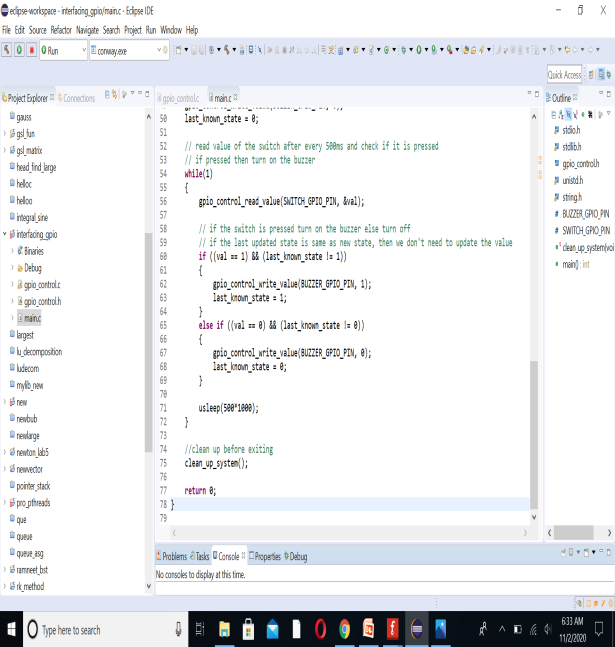 eclipse-workspace - interfacing_gpio/main.c - Eclipse IDE
File Edit Source Refactor Navigate Search Project Run Window Help
Run
conway.exe
Quick Access
Project Explorer
Connections
gpio_control.c
main.c
Outline
gauss
gsl_fun
gsl_matrix
head_find_large
helloc
helloo
integral_sine
interfacing_gpio
Binaries
Debug
gpio_control.c
gpio_control.h
main.c
largest
lu_decomposition
ludecom
mylib_new
new
newbub
newlarge
newton_lab5
newvector
pointer_stack
pro_pthreads
que
queue
queue_asg
ramneet_bst
rk_method
50 last_known_state = 0;
51
52 // read value of the switch after every 500ms and check if it is pressed
53 // if pressed then turn on the buzzer
54 while(1)
55 {
56 gpio_control_read_value(SWITCH_GPIO_PIN, &val);
57
58 // if the switch is pressed turn on the buzzer else turn off
59 // if the last updated state is same as new state, then we don't need to update the value
60 if ((val == 1) && (last_known_state != 1))
61 {
62 gpio_control_write_value(BUZZER_GPIO_PIN, 1);
63 last_known_state = 1;
64 }
65 else if ((val == 0) && (last_known_state != 0))
66 {
67 gpio_control_write_value(BUZZER_GPIO_PIN, 0);
68 last_known_state = 0;
69 }
70
71 usleep(500*1000);
72 }
73
74 //clean up before exiting
75 clean_up_system();
76
77 return 0;
78 }
79
stdio.h
stdlib.h
gpio_control.h
unistd.h
string.h
BUZZER_GPIO_PIN
SWITCH_GPIO_PIN
clean_up_system(voi
main() : int
Problems Tasks Console Properties Debug
No consoles to display at this time.
Type here to search
6:33 AM
11/2/2020